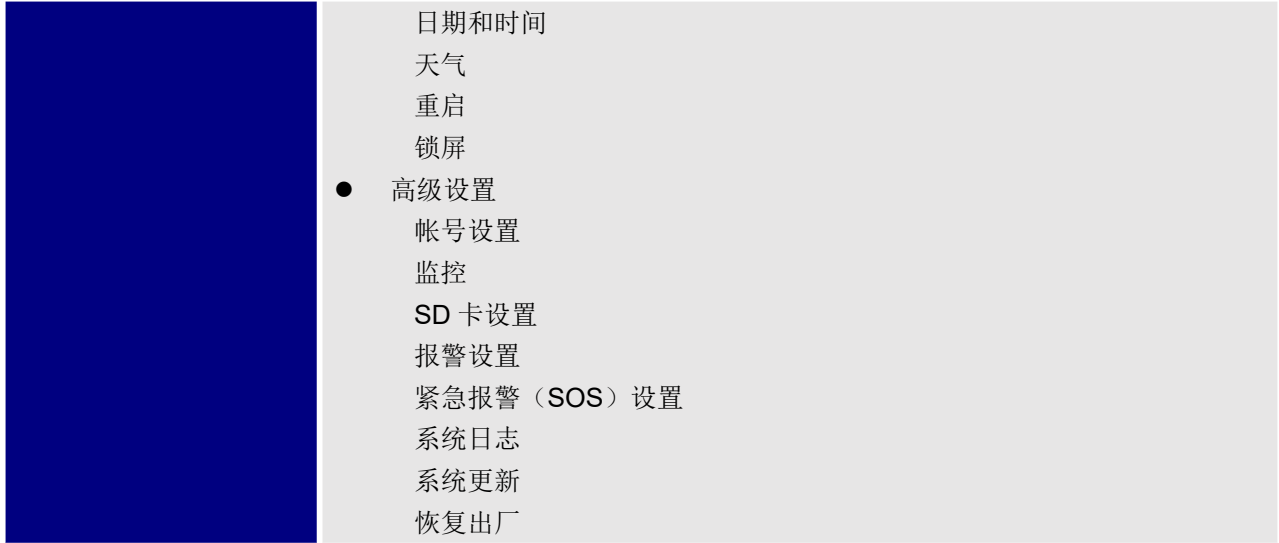 日期和时间
天气
重启
锁屏
● 高级设置
帐号设置
监控
SD 卡设置
报警设置
紧急报警（SOS）设置
系统日志
系统更新
恢复出厂